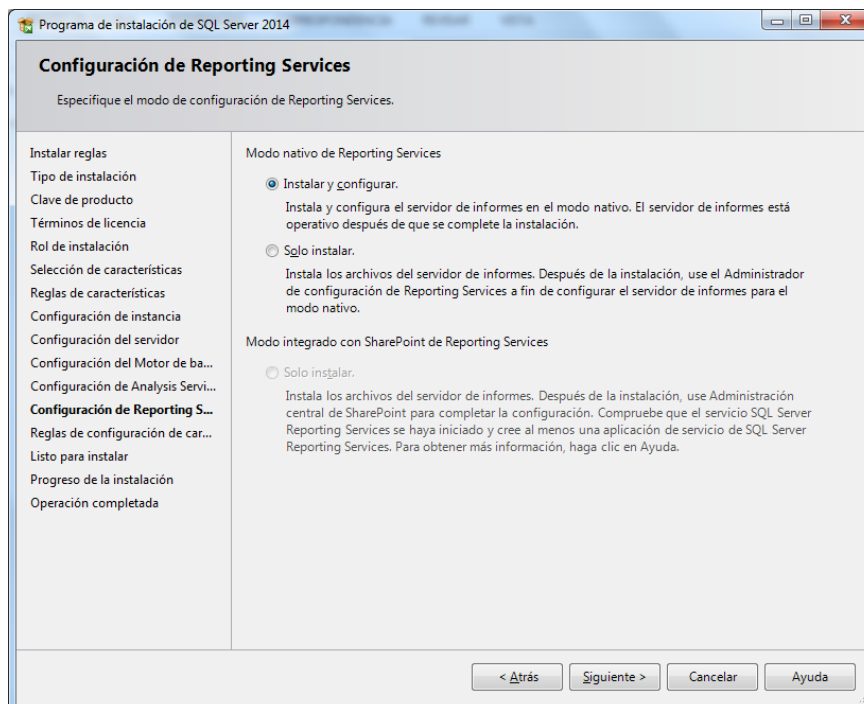 Programa de instalación de SQL Server 2014
Configuración de Reporting Services
Especifique el modo de configuración de Reporting Services.
Instalar reglas
Tipo de instalación
Clave de producto
Términos de licencia
Rol de instalación
Selección de características
Reglas de características
Configuración de instancia
Configuración del servidor
Configuración del Motor de ba...
Configuración de Analysis Servi...
Configuración de Reporting S...
Reglas de configuración de car...
Listo para instalar
Progreso de la instalación
Operación completada
Modo nativo de Reporting Services
Instalar y configurar.
Instala y configura el servidor de informes en el modo nativo. El servidor de informes está
operativo después de que se complete la instalación.
Solo instalar.
Instala los archivos del servidor de informes. Después de la instalación, use el Administrador
de configuración de Reporting Services a fin de configurar el servidor de informes para el
modo nativo.
Modo integrado con SharePoint de Reporting Services
Solo instalar.
Instala los archivos del servidor de informes. Después de la instalación, use Administración
central de SharePoint para completar la configuración. Compruebe que el servicio SQL Server
Reporting Services se haya iniciado y cree al menos una aplicación de servicio de SQL Server
Reporting Services. Para obtener más información, haga clic en Ayuda.
< Atrás
Siguiente >
Cancelar
Ayuda